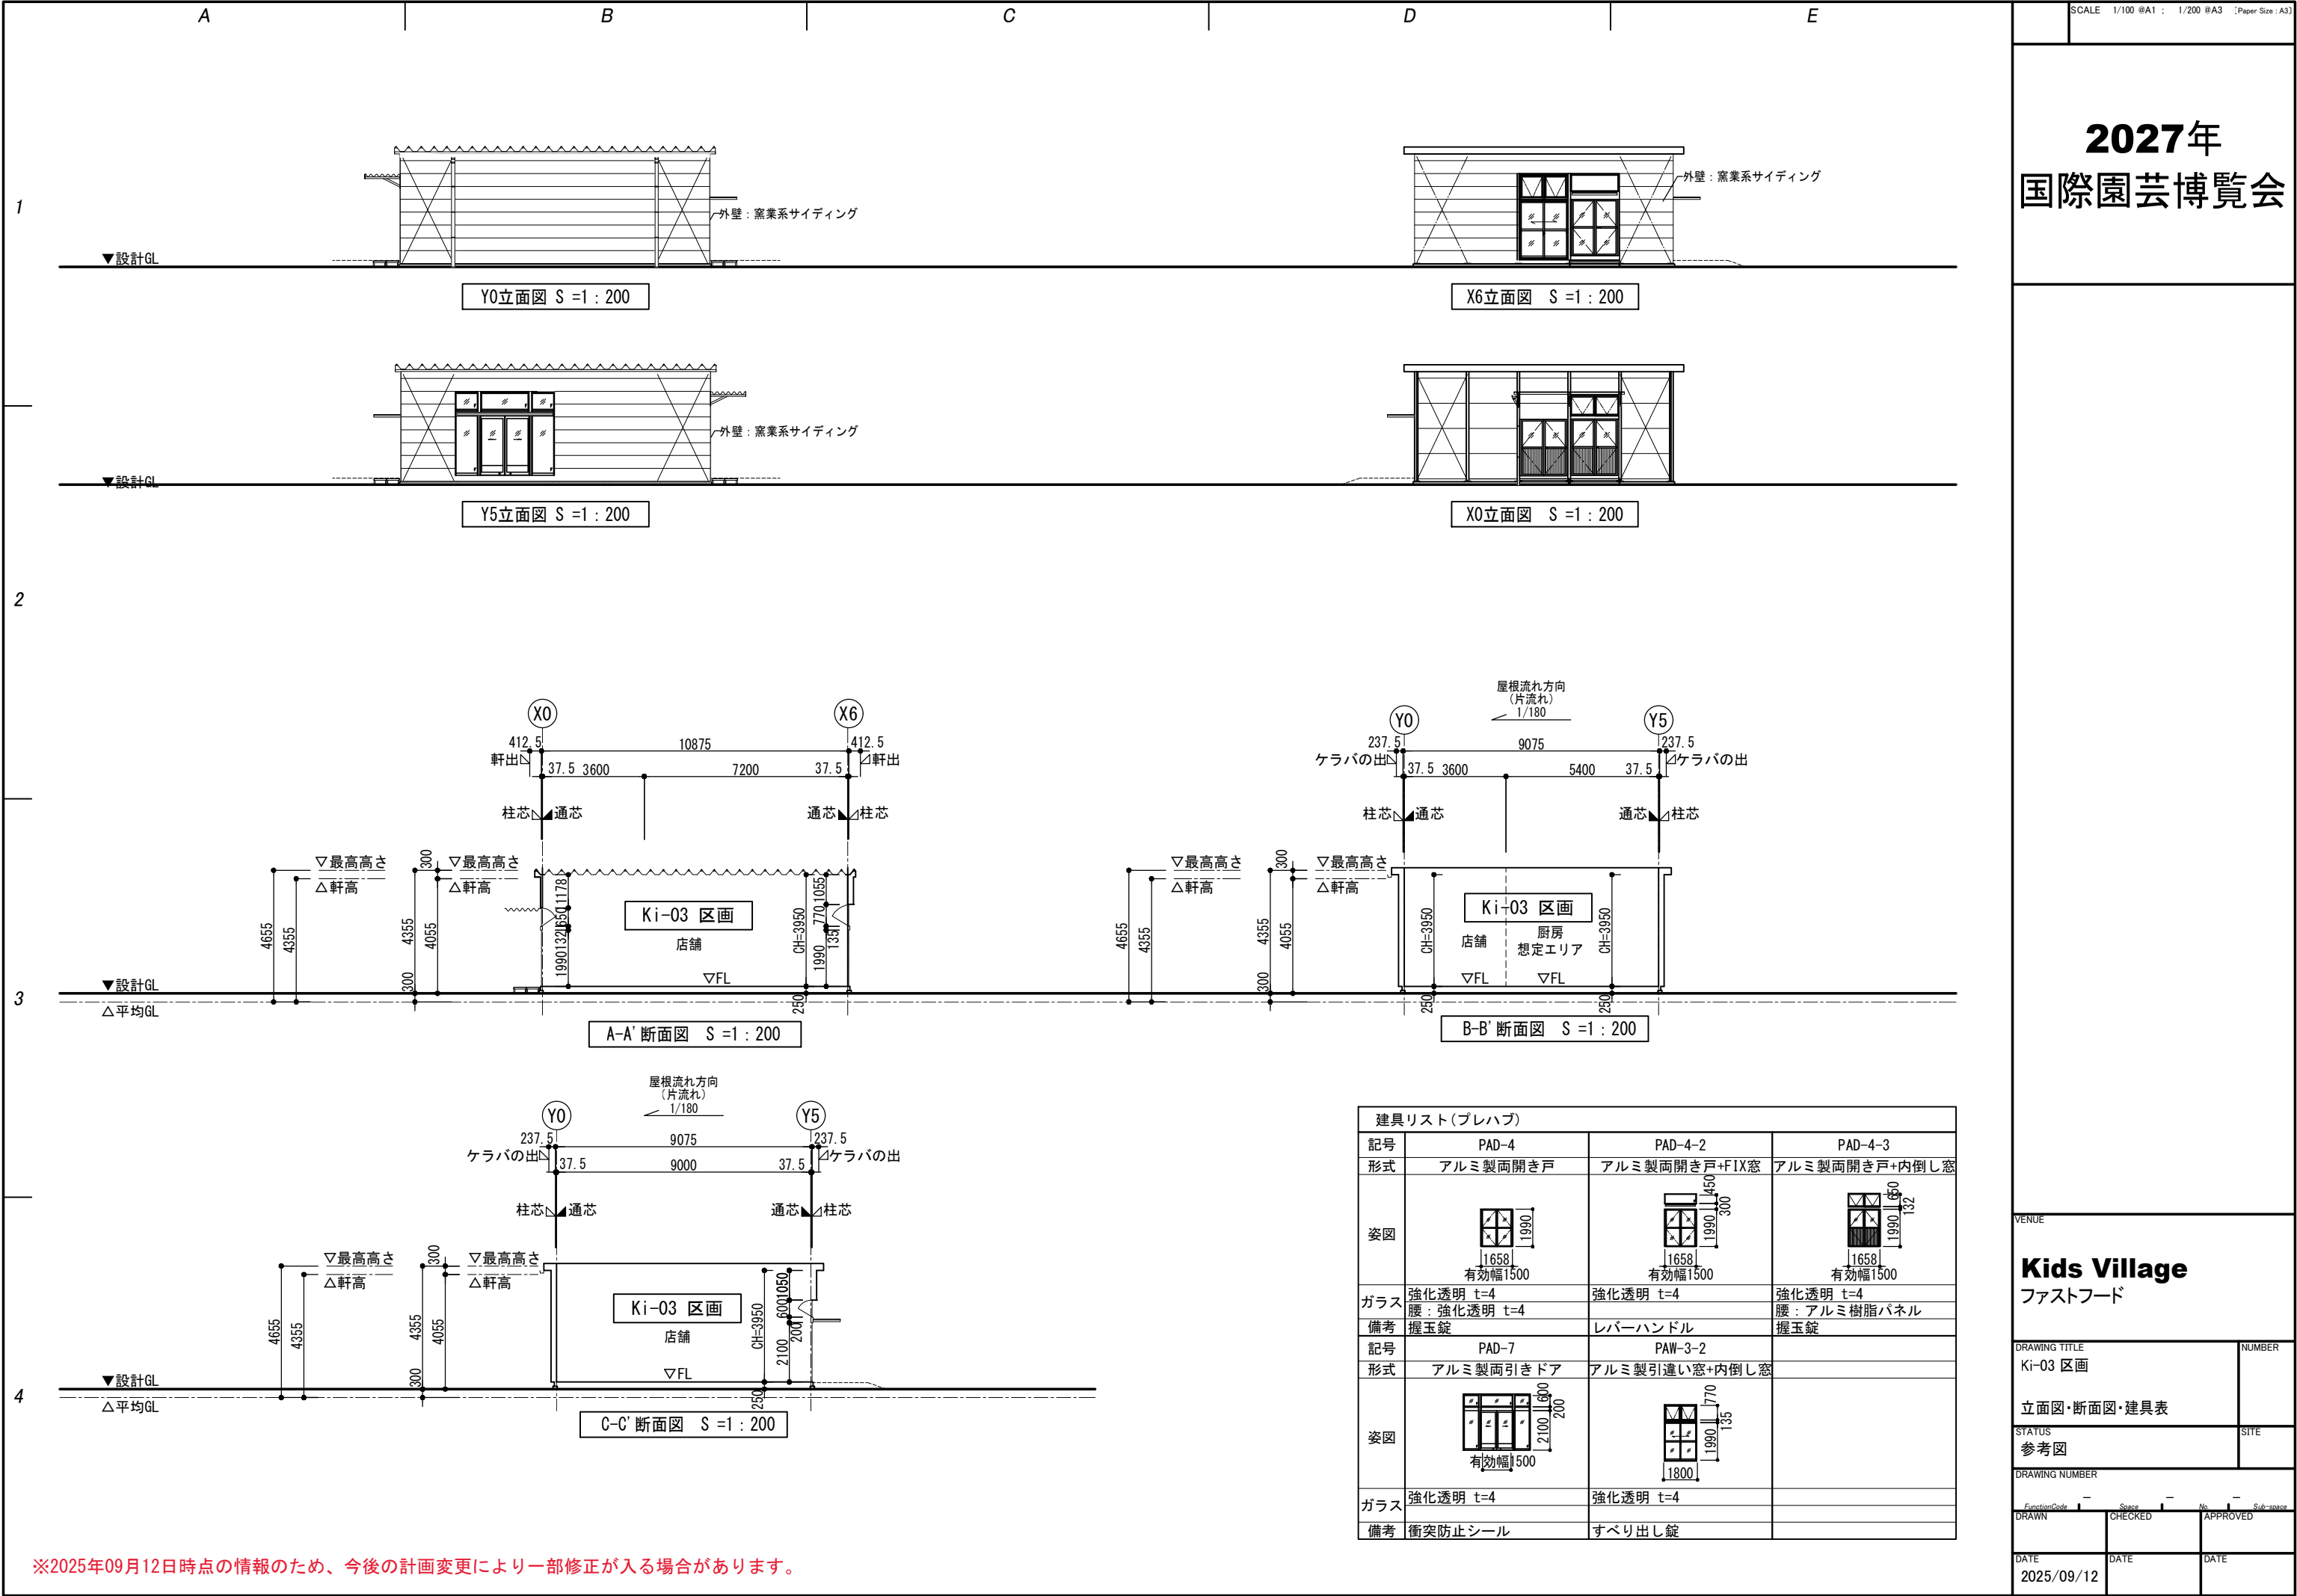 A B C D E
SCALE 1/100 @A1 : 1/200 @A3 [Paper Size : A3]
2027年
国際園芸博覧会
1
外壁：窯業系サイディング
外壁：窯業系サイディング
▼設計GL
Y0立面図 S =1：200
X6立面図 S =1：200
外壁：窯業系サイディング
▼設計GL
Y5立面図 S =1：200
X0立面図 S =1：200
2
X0 X6
412.5 10875 412.5
軒出 軒出
37.5 3600 7200 37.5
柱芯 通芯 通芯 柱芯
▽最高高さ 300 ▽最高高さ
△軒高 △軒高
4655 4355 4355 4055 300
1178 650 132 1990
Ki-03 区画
店舗
CH=3950
1055 770 135 1990
▽FL
250
3
▼設計GL
△平均GL
A-A' 断面図 S =1：200
屋根流れ方向
(片流れ)
1/180
Y0 Y5
237.5 9075 237.5
ケラバの出 ケラバの出
37.5 3600 5400 37.5
柱芯 通芯 通芯 柱芯
▽最高高さ 300 ▽最高高さ
△軒高 △軒高
4655 4355 4355 4055 300
Ki-03 区画
CH=3950 店舗 厨房 CH=3950
想定エリア
▽FL ▽FL
250 250
B-B' 断面図 S =1：200
屋根流れ方向
(片流れ)
1/180
Y0 Y5
237.5 9075 237.5
ケラバの出 ケラバの出
37.5 9000 37.5
柱芯 通芯 通芯 柱芯
▽最高高さ 300 ▽最高高さ
△軒高 △軒高
4655 4355 4355 4055 300
Ki-03 区画
店舗
CH=3950
1050 600 200 2100
▽FL
250
4
▼設計GL
△平均GL
C-C' 断面図 S =1：200
建具リスト(プレハブ)
記号 PAD-4 PAD-4-2 PAD-4-3
形式 アルミ製両開き戸 アルミ製両開き戸+FIX窓 アルミ製両開き戸+内倒し窓
姿図
1990 450 300 1990 650 132 1990
1658 1658 1658
有効幅1500 有効幅1500 有効幅1500
ガラス 強化透明 t=4 強化透明 t=4 強化透明 t=4
腰：強化透明 t=4 腰：アルミ樹脂パネル
備考 握玉錠 レバーハンドル 握玉錠
記号 PAD-7 PAW-3-2
形式 アルミ製両引きドア アルミ製引違い窓+内倒し窓
姿図
600 200 2100 770 135 1990
有効幅1500 1800
ガラス 強化透明 t=4 強化透明 t=4
備考 衝突防止シール すべり出し錠
※2025年09月12日時点の情報のため、今後の計画変更により一部修正が入る場合があります。
VENUE
Kids Village
ファストフード
DRAWING TITLE NUMBER
Ki-03 区画
立面図・断面図・建具表
STATUS SITE
参考図
DRAWING NUMBER
– – –
FunctionCode Space No. Sub-space
DRAWN CHECKED APPROVED
DATE DATE DATE
2025/09/12